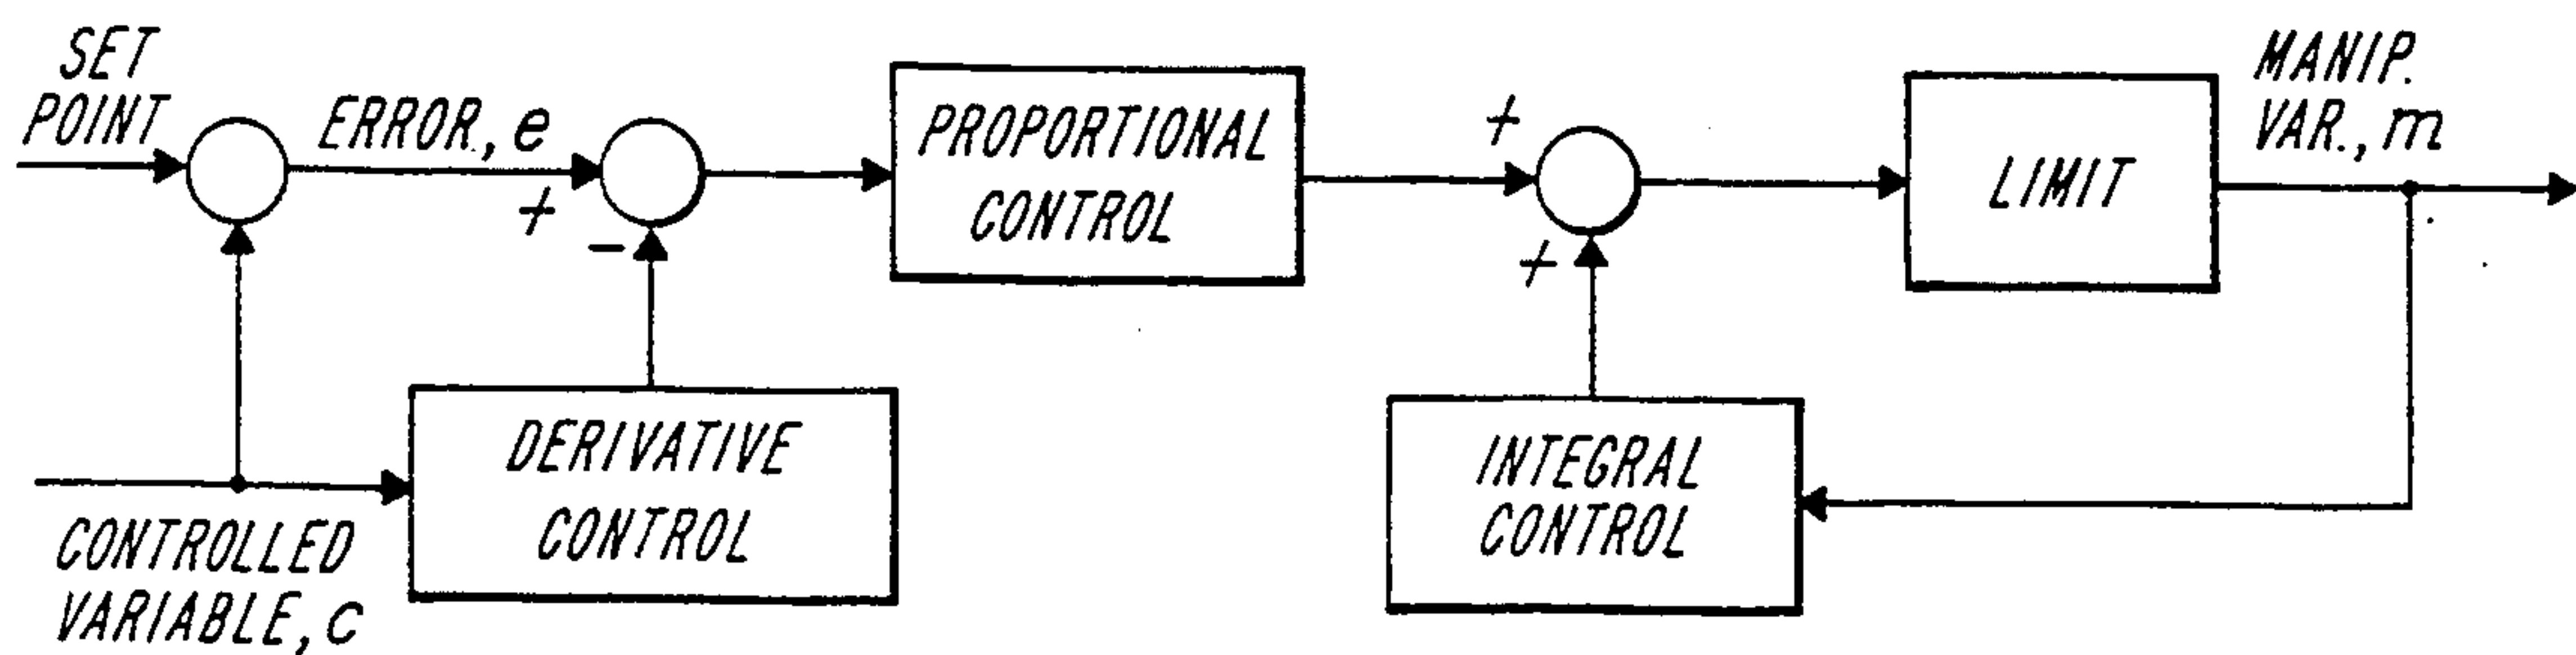 SET
POINT
ERROR, e
+
-
PROPORTIONAL
CONTROL
+
+
LIMIT
MANIP.
VAR., m
DERIVATIVE
CONTROL
INTEGRAL
CONTROL
CONTROLLED
VARIABLE, c